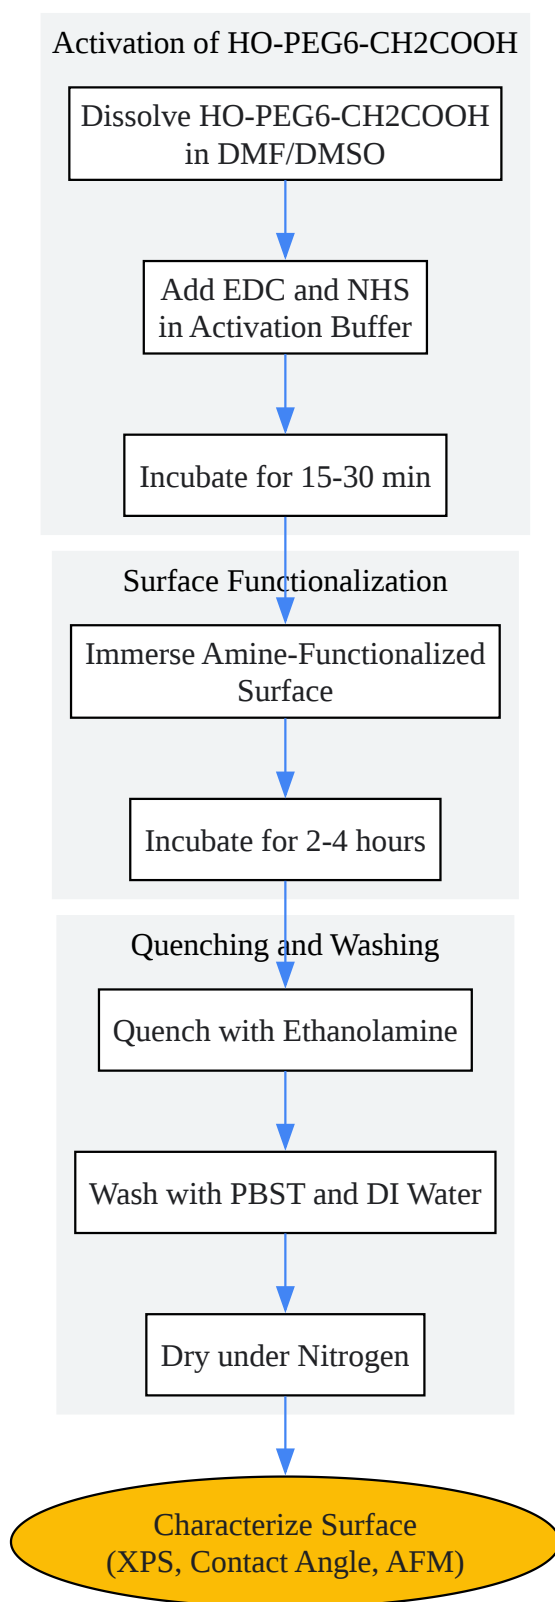 Activation of HO-PEG6-CH2COOH
Dissolve HO-PEG6-CH2COOH
in DMF/DMSO
Add EDC and NHS
in Activation Buffer
Incubate for 15-30 min
Surface Functionalization
Immerse Amine-Functionalized
Surface
Incubate for 2-4 hours
Quenching and Washing
Quench with Ethanolamine
Wash with PBST and DI Water
Dry under Nitrogen
Characterize Surface
(XPS, Contact Angle, AFM)